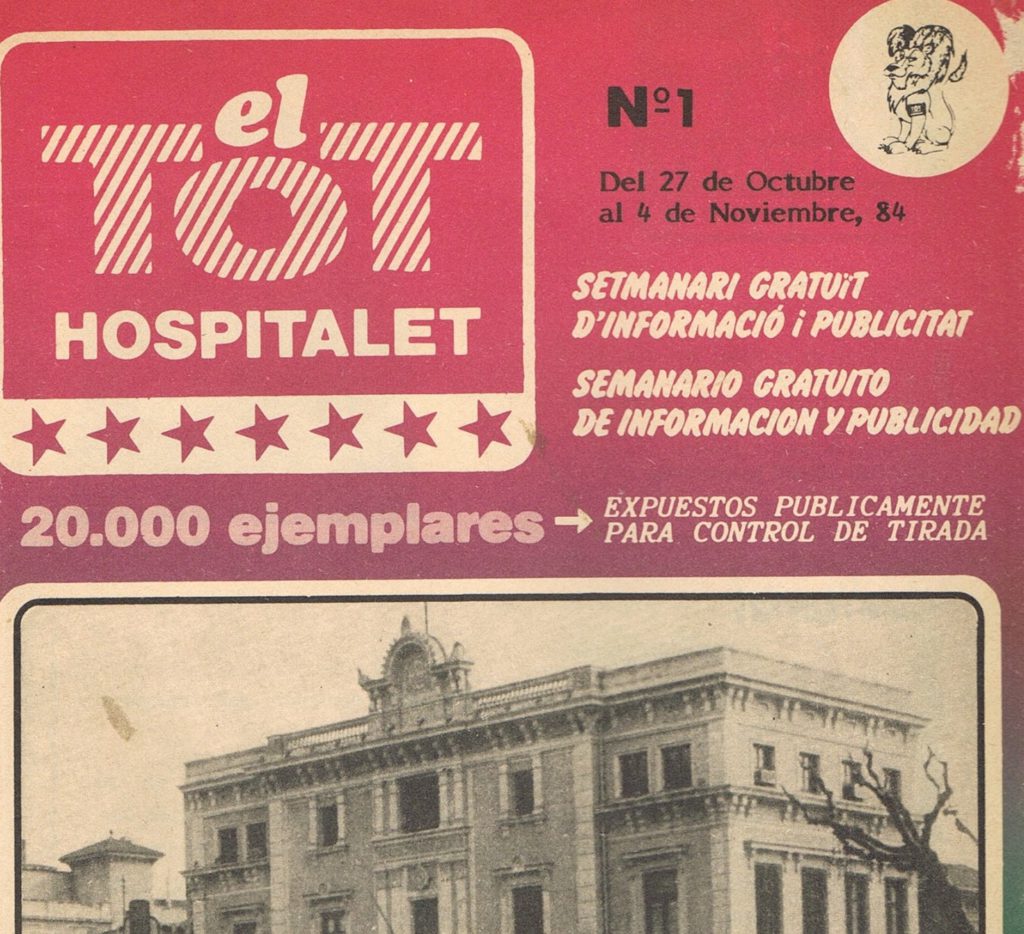 el
TOT
HOSPITALET
Nº1
Del 27 de Octubre
al 4 de Noviembre, 84
SETMANARI GRATUÏT
D'INFORMACIÓ i PUBLICITAT
SEMANARIO GRATUITO
DE INFORMACION Y PUBLICIDAD
20.000 ejemplares
EXPUESTOS PUBLICAMENTE
PARA CONTROL DE TIRADA